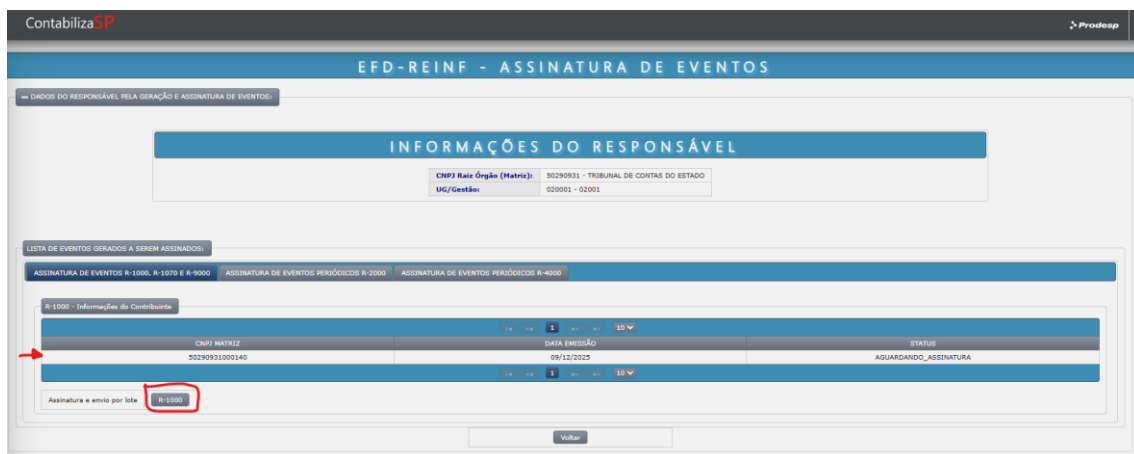 ContabilizaSP
Prodesp
EFD-REINF - ASSINATURA DE EVENTOS
DADOS DO RESPONSÁVEL PELA GERAÇÃO E ASSINATURA DE EVENTOS:
INFORMAÇÕES DO RESPONSÁVEL
CNPJ Raiz Órgão (Matriz): 50290931 - TRIBUNAL DE CONTAS DO ESTADO
UG/Gestão: 020001 - 02001
LISTA DE EVENTOS GERADOS A SEREM ASSINADOS:
ASSINATURA DE EVENTOS R-1000, R-1070 E R-9000 ASSINATURA DE EVENTOS PERIÓDICOS R-2000 ASSINATURA DE EVENTOS PERIÓDICOS R-4000
R-1000 - Informações do Contribuinte
1 10
CNPJ MATRIZ DATA EMISSÃO STATUS
50290931000140 09/12/2025 AGUARDANDO_ASSINATURA
1 10
Assinatura e envio por lote R-1000
Voltar